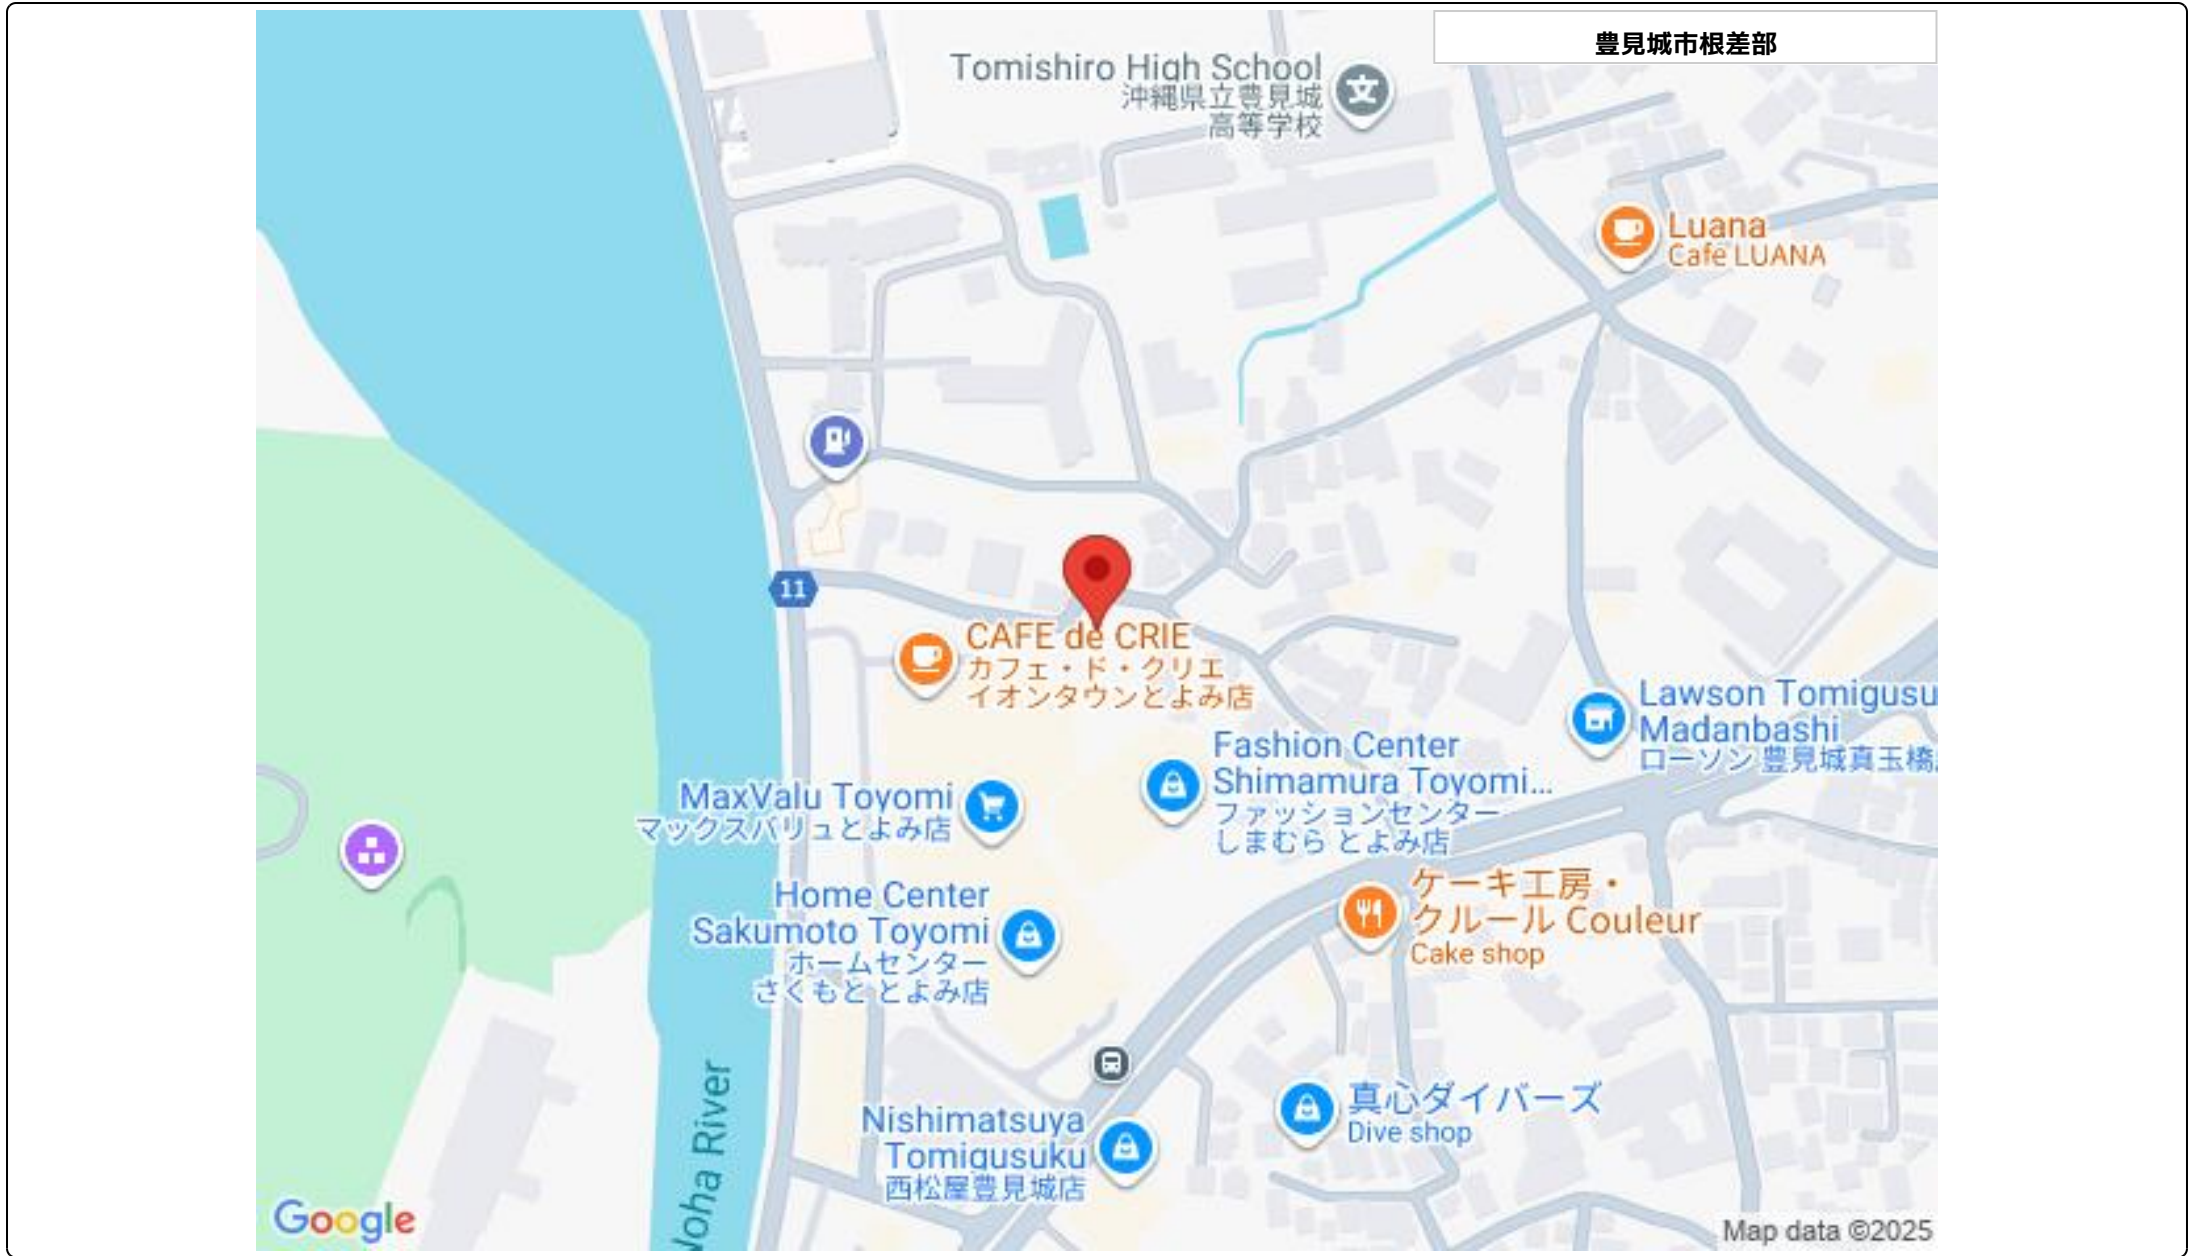 豊見城市根差部
Tomishiro High School
沖縄県立豊見城
高等学校
Luana
Cafe LUANA
11
CAFE de CRIE
カフェ・ド・クリエ
イオンタウンとよみ店
Lawson Tomigusu
Madanbashi
ローソン 豊見城真玉橋
Fashion Center
Shimamura Toyomi...
ファッションセンター
しまむら とよみ店
MaxValu Toyomi
マックスバリュとよみ店
Home Center
Sakumoto Toyomi
ホームセンター
さくもと とよみ店
ケーキ工房・
クルール Couleur
Cake shop
真心ダイバーズ
Dive shop
Nishimatsuya
Tomigusuku
西松屋豊見城店
Noha River
Google
Map data ©2025